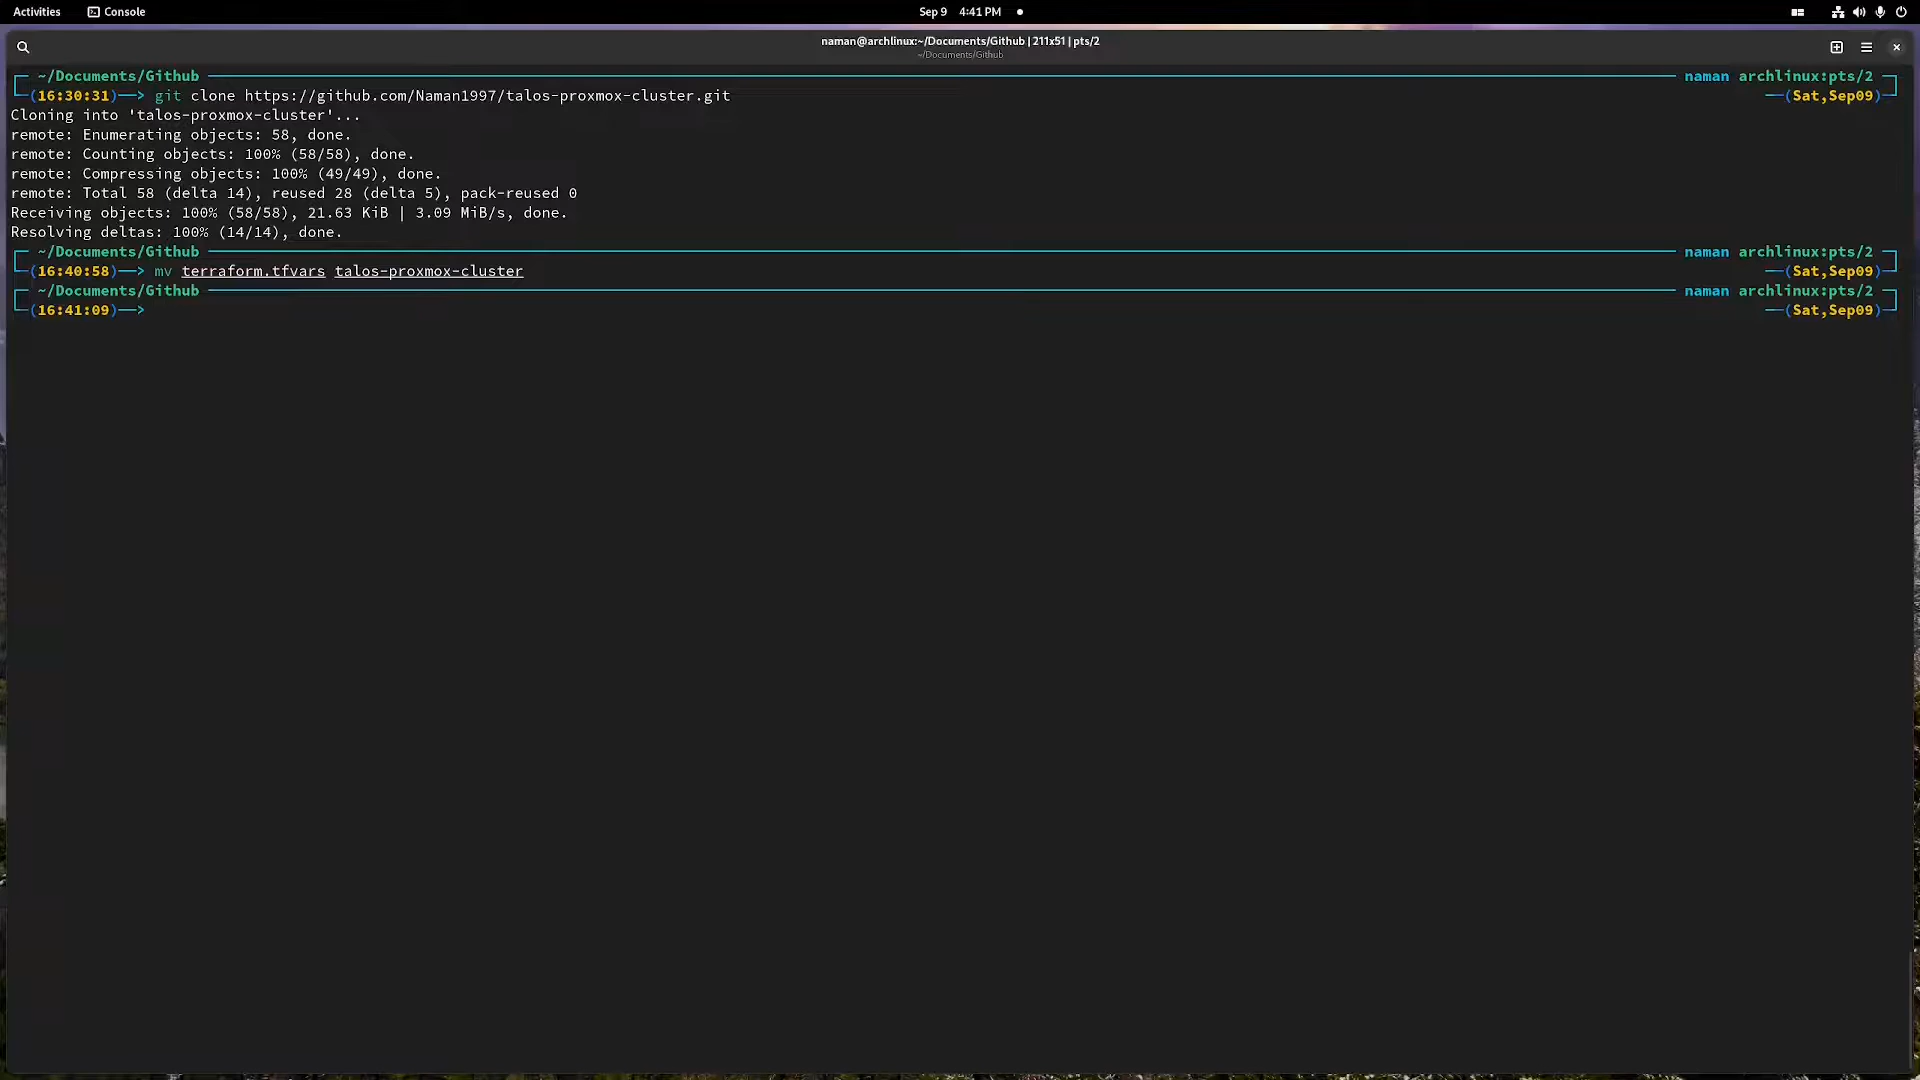 Activities Console Sep 9 4:41 PM
naman@archlinux:~/Documents/Github | 211x51 | pts/2
~/Documents/Github
~/Documents/Github naman archlinux:pts/2
(16:30:31)──> git clone https://github.com/Naman1997/talos-proxmox-cluster.git ─(Sat,Sep09)
Cloning into 'talos-proxmox-cluster'...
remote: Enumerating objects: 58, done.
remote: Counting objects: 100% (58/58), done.
remote: Compressing objects: 100% (49/49), done.
remote: Total 58 (delta 14), reused 28 (delta 5), pack-reused 0
Receiving objects: 100% (58/58), 21.63 KiB | 3.09 MiB/s, done.
Resolving deltas: 100% (14/14), done.
~/Documents/Github naman archlinux:pts/2
(16:40:58)──> mv terraform.tfvars talos-proxmox-cluster ─(Sat,Sep09)
~/Documents/Github naman archlinux:pts/2
(16:41:09)──> ─(Sat,Sep09)